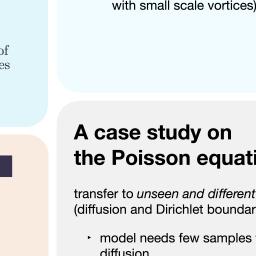 with small scale vortices)
of
es
A case study on
the Poisson equati
transfer to unseen and different
(diffusion and Dirichlet boundar
‣ model needs few samples
diffusion